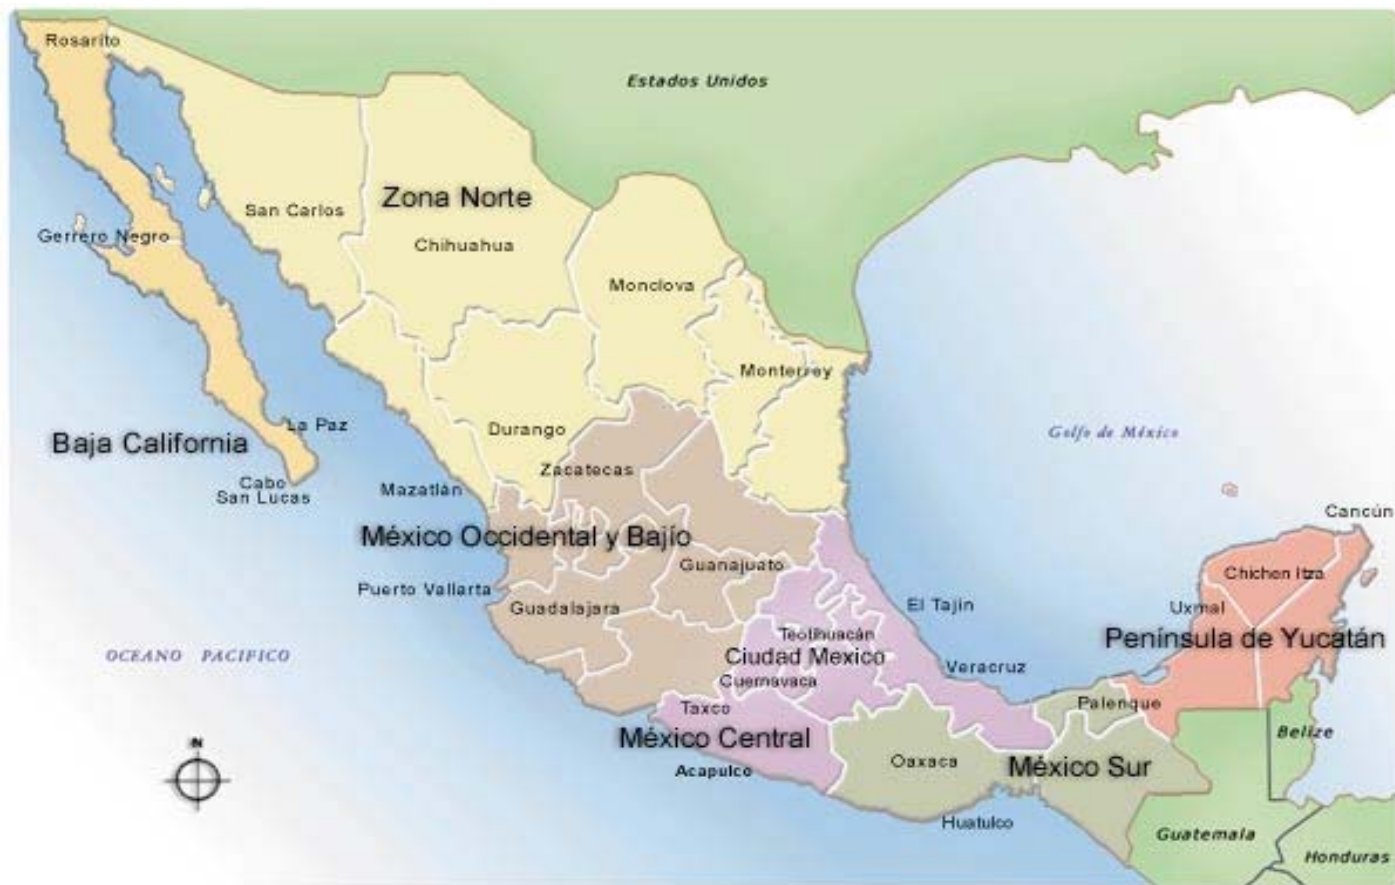 Rosarito
Estados Unidos
Zona Norte
San Carlos
Gerrero Negro
Chihuahua
Monclova
Monterrey
La Paz
Baja California
Durango
Golfo de México
Zacatecas
Cabo
San Lucas
Mazatlán
Cancún
México Occidental y Bajío
Guanajuato
Chichen Itza
Puerto Vallarta
Guadalajara
El Tajin
Uxmal
Teotihuacán
Península de Yucatán
OCEANO PACIFICO
Ciudad Mexico
Veracruz
Cuernavaca
Taxco
Palenque
México Central
Belize
N
Acapulco
Oaxaca
México Sur
Huatulco
Guatemala
Honduras